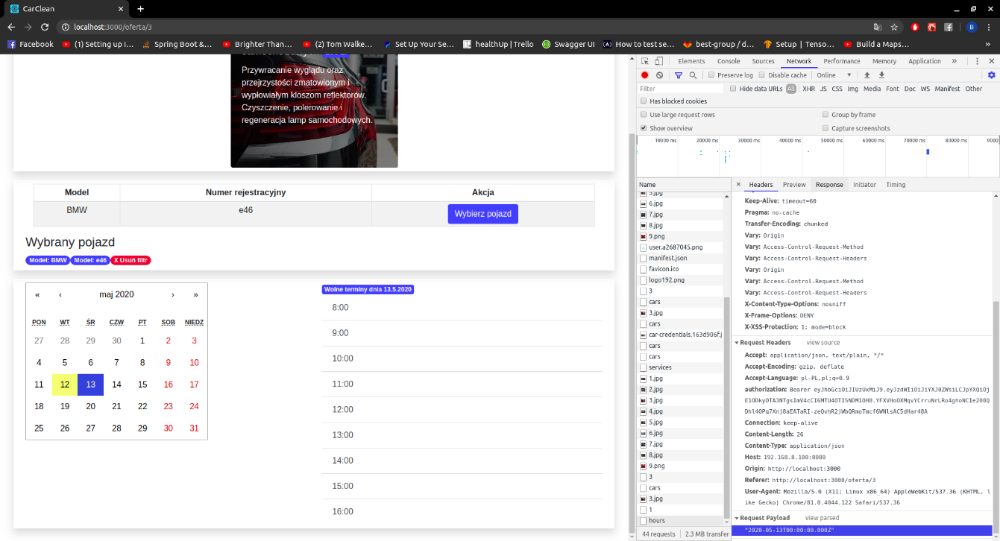 CarClean
localhost:3000/oferta/3
Facebook
(1) Setting up I…
Spring Boot &…
Brighter Than…
(2) Tom Walke…
Set Up Your Se…
healthUp | Trello
Swagger UI
How to test se…
best-group / d…
Setup | Tenso…
Build a Maps…
»
Przywracanie wyglądu oraz
przejrzystości zmatowionym i
wypłowiałym kloszom reflektorów.
Czyszczenie, polerowanie i
regeneracja lamp samochodowych.
Model Numer rejestracyjny Akcja
BMW e46 Wybierz pojazd
Wybrany pojazd
Model: BMW Model: e46 X Usuń filtr
« ‹ maj 2020 › »
PON WT ŚR CZW PT SOB NIEDZ
27 28 29 30 1 2 3
4 5 6 7 8 9 10
11 12 13 14 15 16 17
18 19 20 21 22 23 24
25 26 27 28 29 30 31
Wolne terminy dnia 13.5.2020
8:00
9:00
10:00
11:00
12:00
13:00
14:00
15:00
16:00
Elements Console Sources Network Performance Memory Application »
Preserve log Disable cache Online
Filter Hide data URLs All XHR JS CSS Img Media Font Doc WS Manifest Other
Has blocked cookies
Use large request rows Group by frame
Show overview Capture screenshots
10000 ms 20000 ms 30000 ms 40000 ms 50000 ms 60000 ms 70000 ms 80000 ms 9000
Name
5.jpg
6.jpg
7.jpg
8.jpg
9.png
user.a2687045.png
manifest.json
favicon.ico
logo192.png
3
cars
3.jpg
cars
car-credentials.163d906f.j
cars
cars
services
1.jpg
2.jpg
3.jpg
4.jpg
5.jpg
6.jpg
7.jpg
8.jpg
9.png
3
cars
3.jpg
1
hours
44 requests 2.3 MB transfer
Headers Preview Response Initiator Timing
Keep-Alive: timeout=60
Pragma: no-cache
Transfer-Encoding: chunked
Vary: Origin
Vary: Access-Control-Request-Method
Vary: Access-Control-Request-Headers
Vary: Origin
Vary: Access-Control-Request-Method
Vary: Access-Control-Request-Headers
X-Content-Type-Options: nosniff
X-Frame-Options: DENY
X-XSS-Protection: 1; mode=block
Request Headers view source
Accept: application/json, text/plain, */*
Accept-Encoding: gzip, deflate
Accept-Language: pl-PL,pl;q=0.9
authorization: Bearer
Connection: keep-alive
Content-Length: 26
Content-Type: application/json
Host: 192.168.8.100:8080
Origin: http://localhost:3000
Referer: http://localhost:3000/oferta/3
User-Agent: Mozilla/5.0 (X11; Linux x86_64) AppleWebKit/537.36 (KHTML, l
ike Gecko) Chrome/81.0.4044.122 Safari/537.36
Request Payload view parsed
"2020-05-13T00:00:00.000Z"